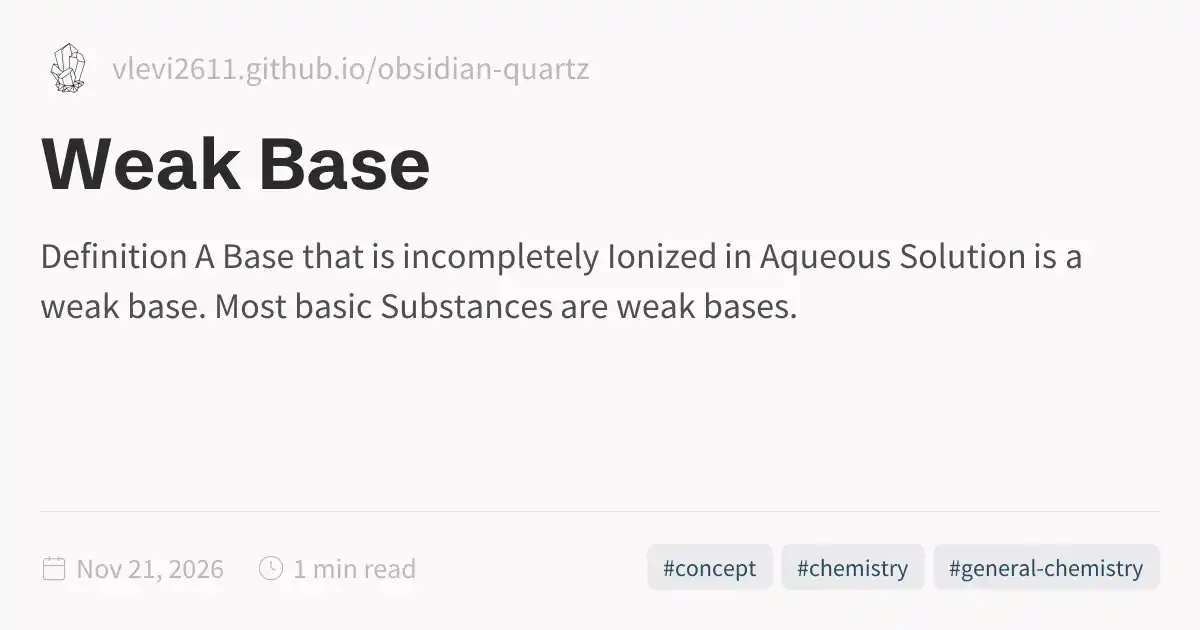 vlevi2611.github.io/obsidian-quartz
Weak Base
Definition A Base that is incompletely Ionized in Aqueous Solution is a
weak base. Most basic Substances are weak bases.
Nov 21, 2026 1 min read #concept #chemistry #general-chemistry